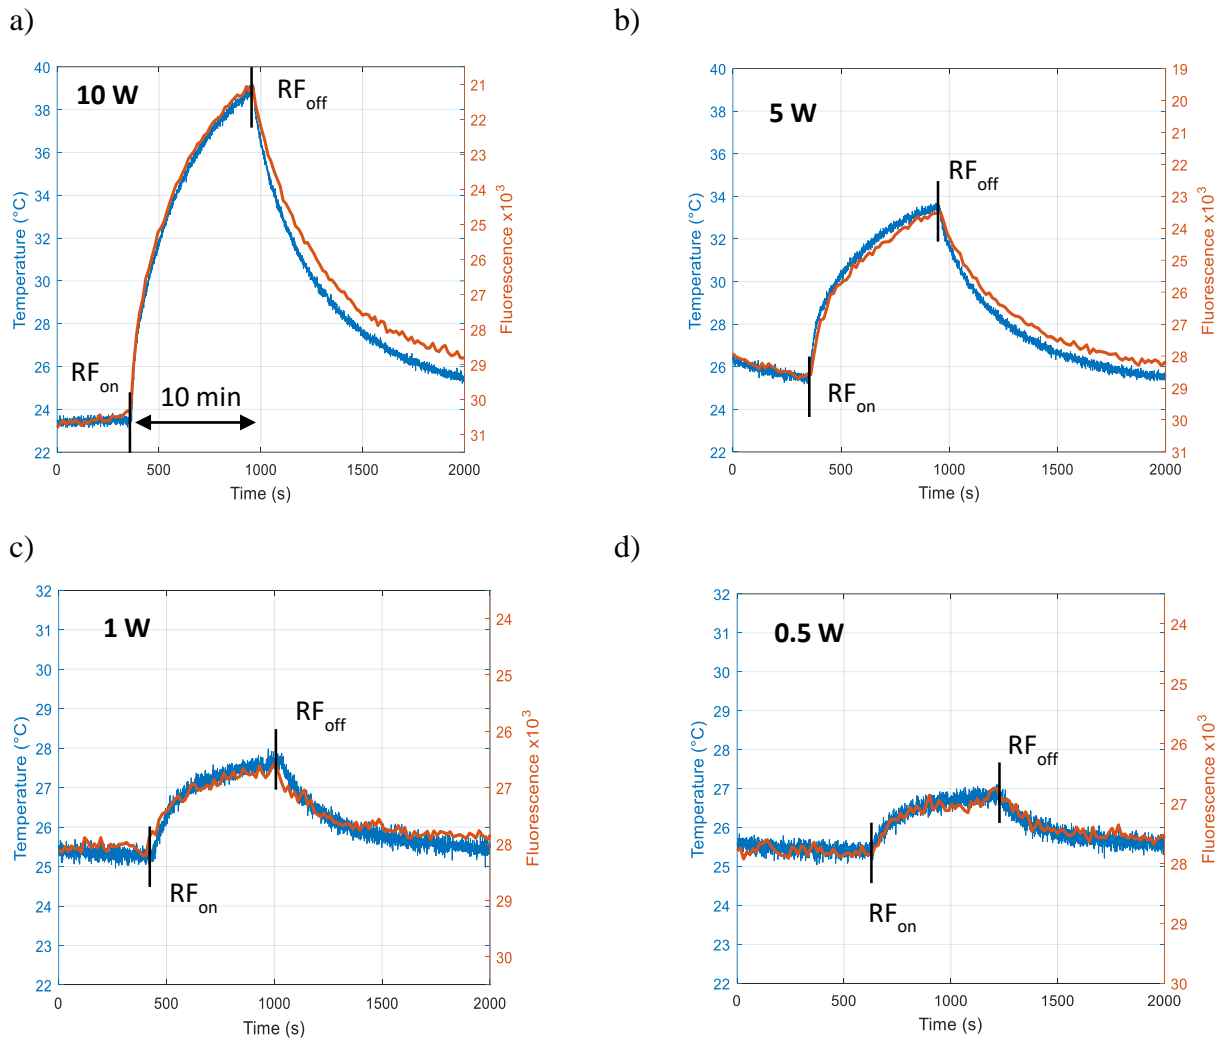 a)
10 W
RFoff
RFon
10 min
40
38
36
34
32
30
28
26
24
22
Temperature (°C)
21
22
23
24
25
26
27
28
29
30
31
Fluorescence x10³
0 500 1000 1500 2000
Time (s)
b)
5 W
RFoff
RFon
40
38
36
34
32
30
28
26
24
22
Temperature (°C)
19
20
21
22
23
24
25
26
27
28
29
30
31
Fluorescence x10³
0 500 1000 1500 2000
Time (s)
c)
1 W
RFoff
RFon
32
31
30
29
28
27
26
25
24
23
22
Temperature (°C)
24
25
26
27
28
29
30
Fluorescence x10³
0 500 1000 1500 2000
Time (s)
d)
0.5 W
RFoff
RFon
32
31
30
29
28
27
26
25
24
23
22
Temperature (°C)
24
25
26
27
28
29
30
Fluorescence x10³
0 500 1000 1500 2000
Time (s)